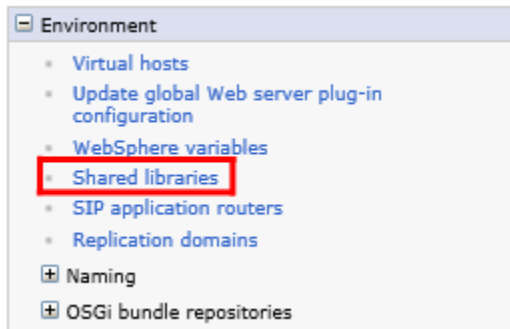 Environment
Virtual hosts
Update global Web server plug-in
configuration
WebSphere variables
Shared libraries
SIP application routers
Replication domains
Naming
OSGi bundle repositories